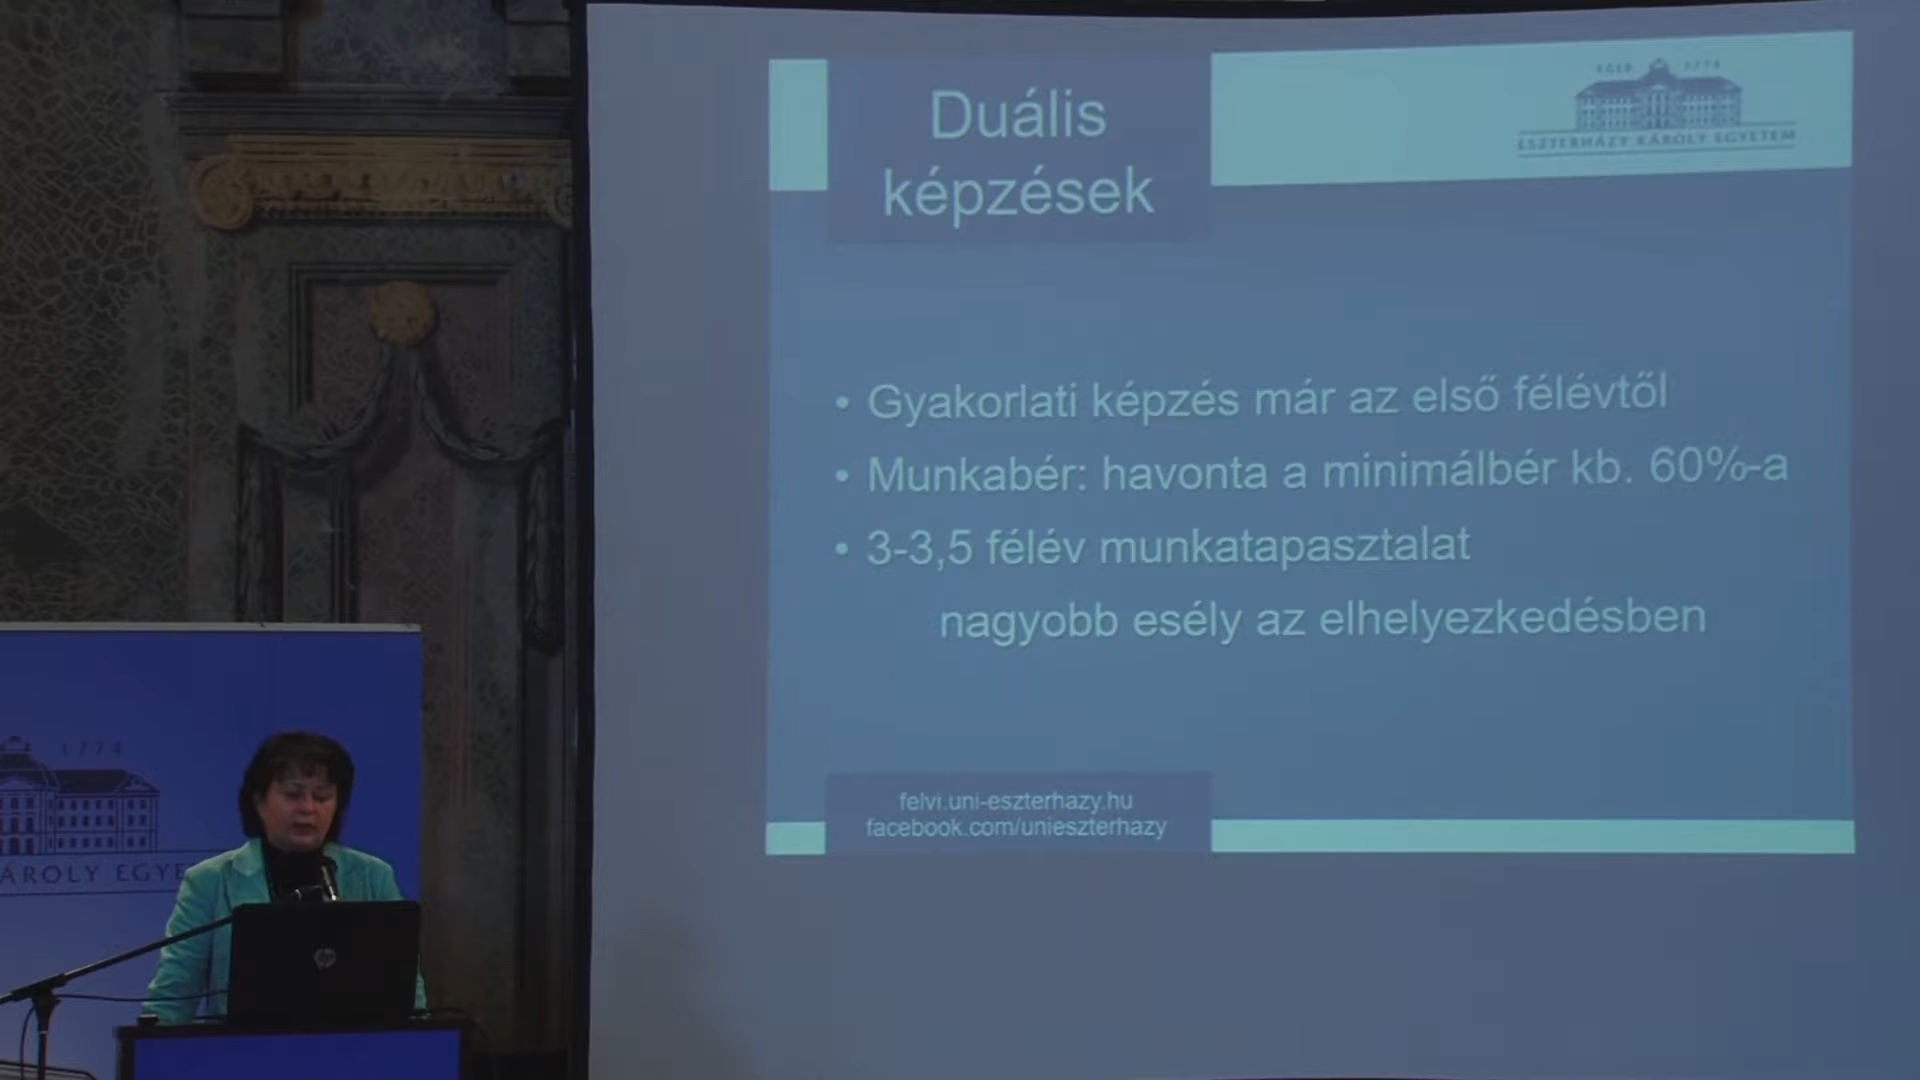 Duális
képzések
EGER 1774
ESZTERHÁZY KÁROLY EGYETEM
• Gyakorlati képzés már az első félévtől
• Munkabér: havonta a minimálbér kb. 60%-a
• 3-3,5 félév munkatapasztalat
nagyobb esély az elhelyezkedésben
felvi.uni-eszterhazy.hu
facebook.com/unieszterhazy
1774
ÁROLY EGYE
hp